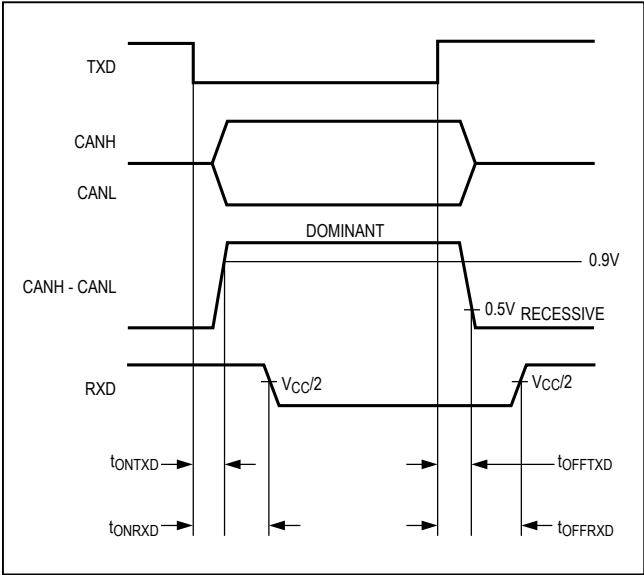 TXD
CANH
CANL
DOMINANT
0.9V
CANH - CANL
0.5V
RECESSIVE
RXD
VCC/2
VCC/2
tONTXD
tOFFTXD
tONRXD
tOFFRXD